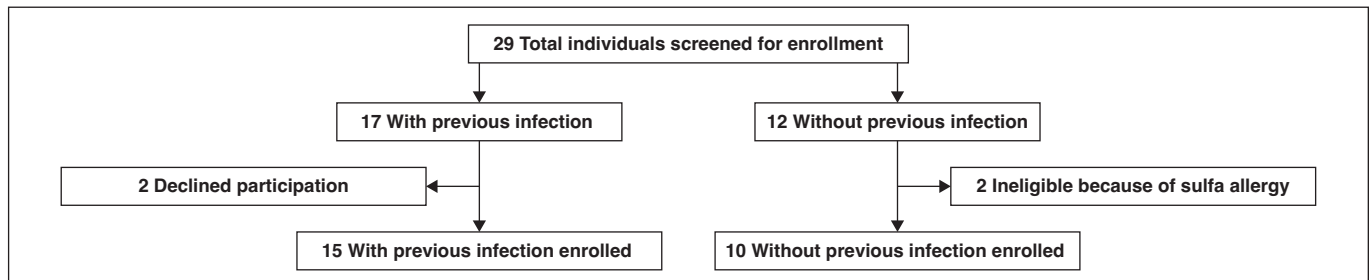 29 Total individuals screened for enrollment
17 With previous infection
12 Without previous infection
2 Declined participation
2 Ineligible because of sulfa allergy
15 With previous infection enrolled
10 Without previous infection enrolled